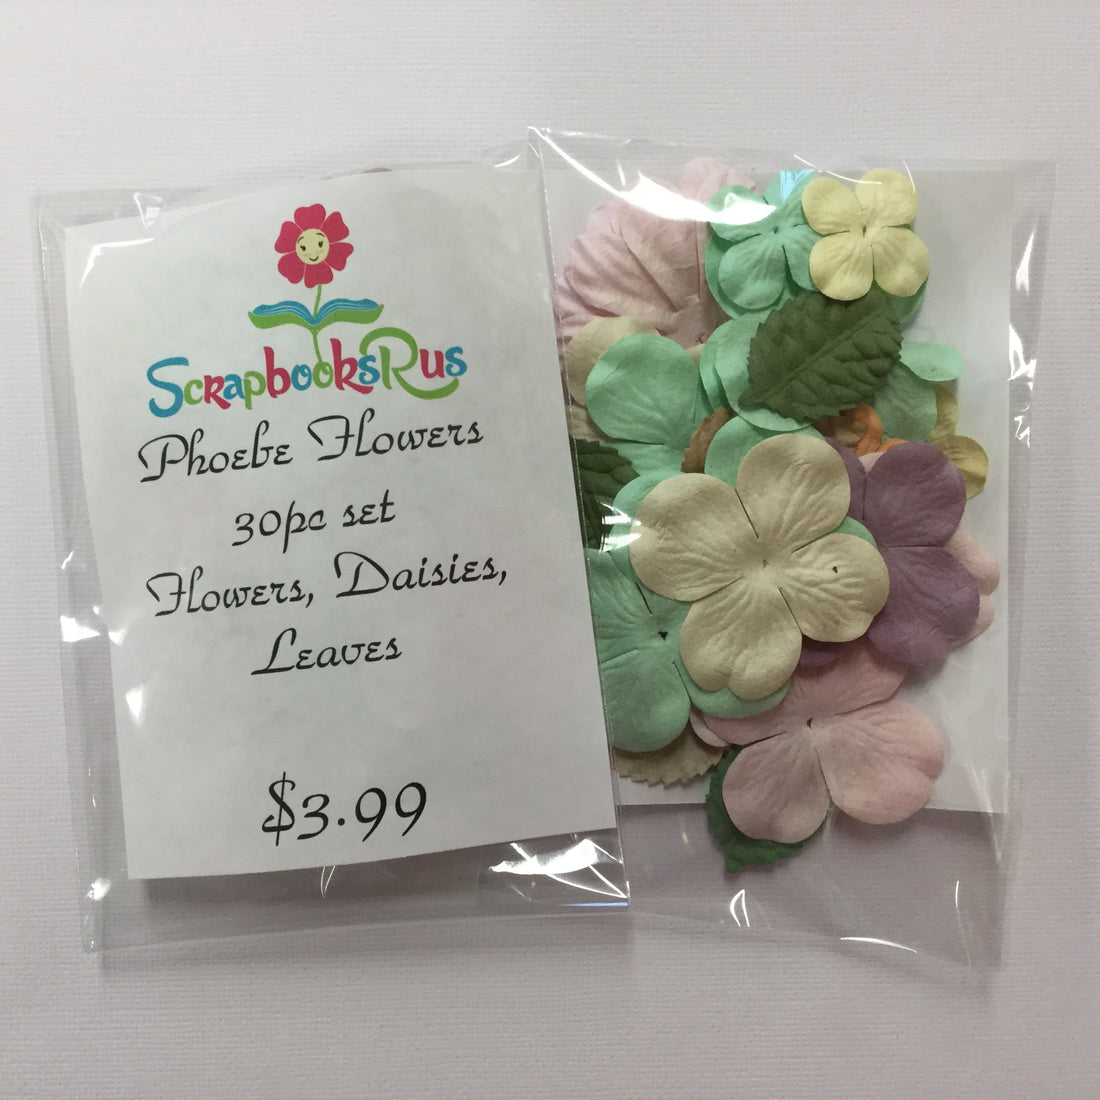 ScrapbooksRus
Phoebe Flowers
30pc set
Flowers, Daisies,
Leaves
$3.99